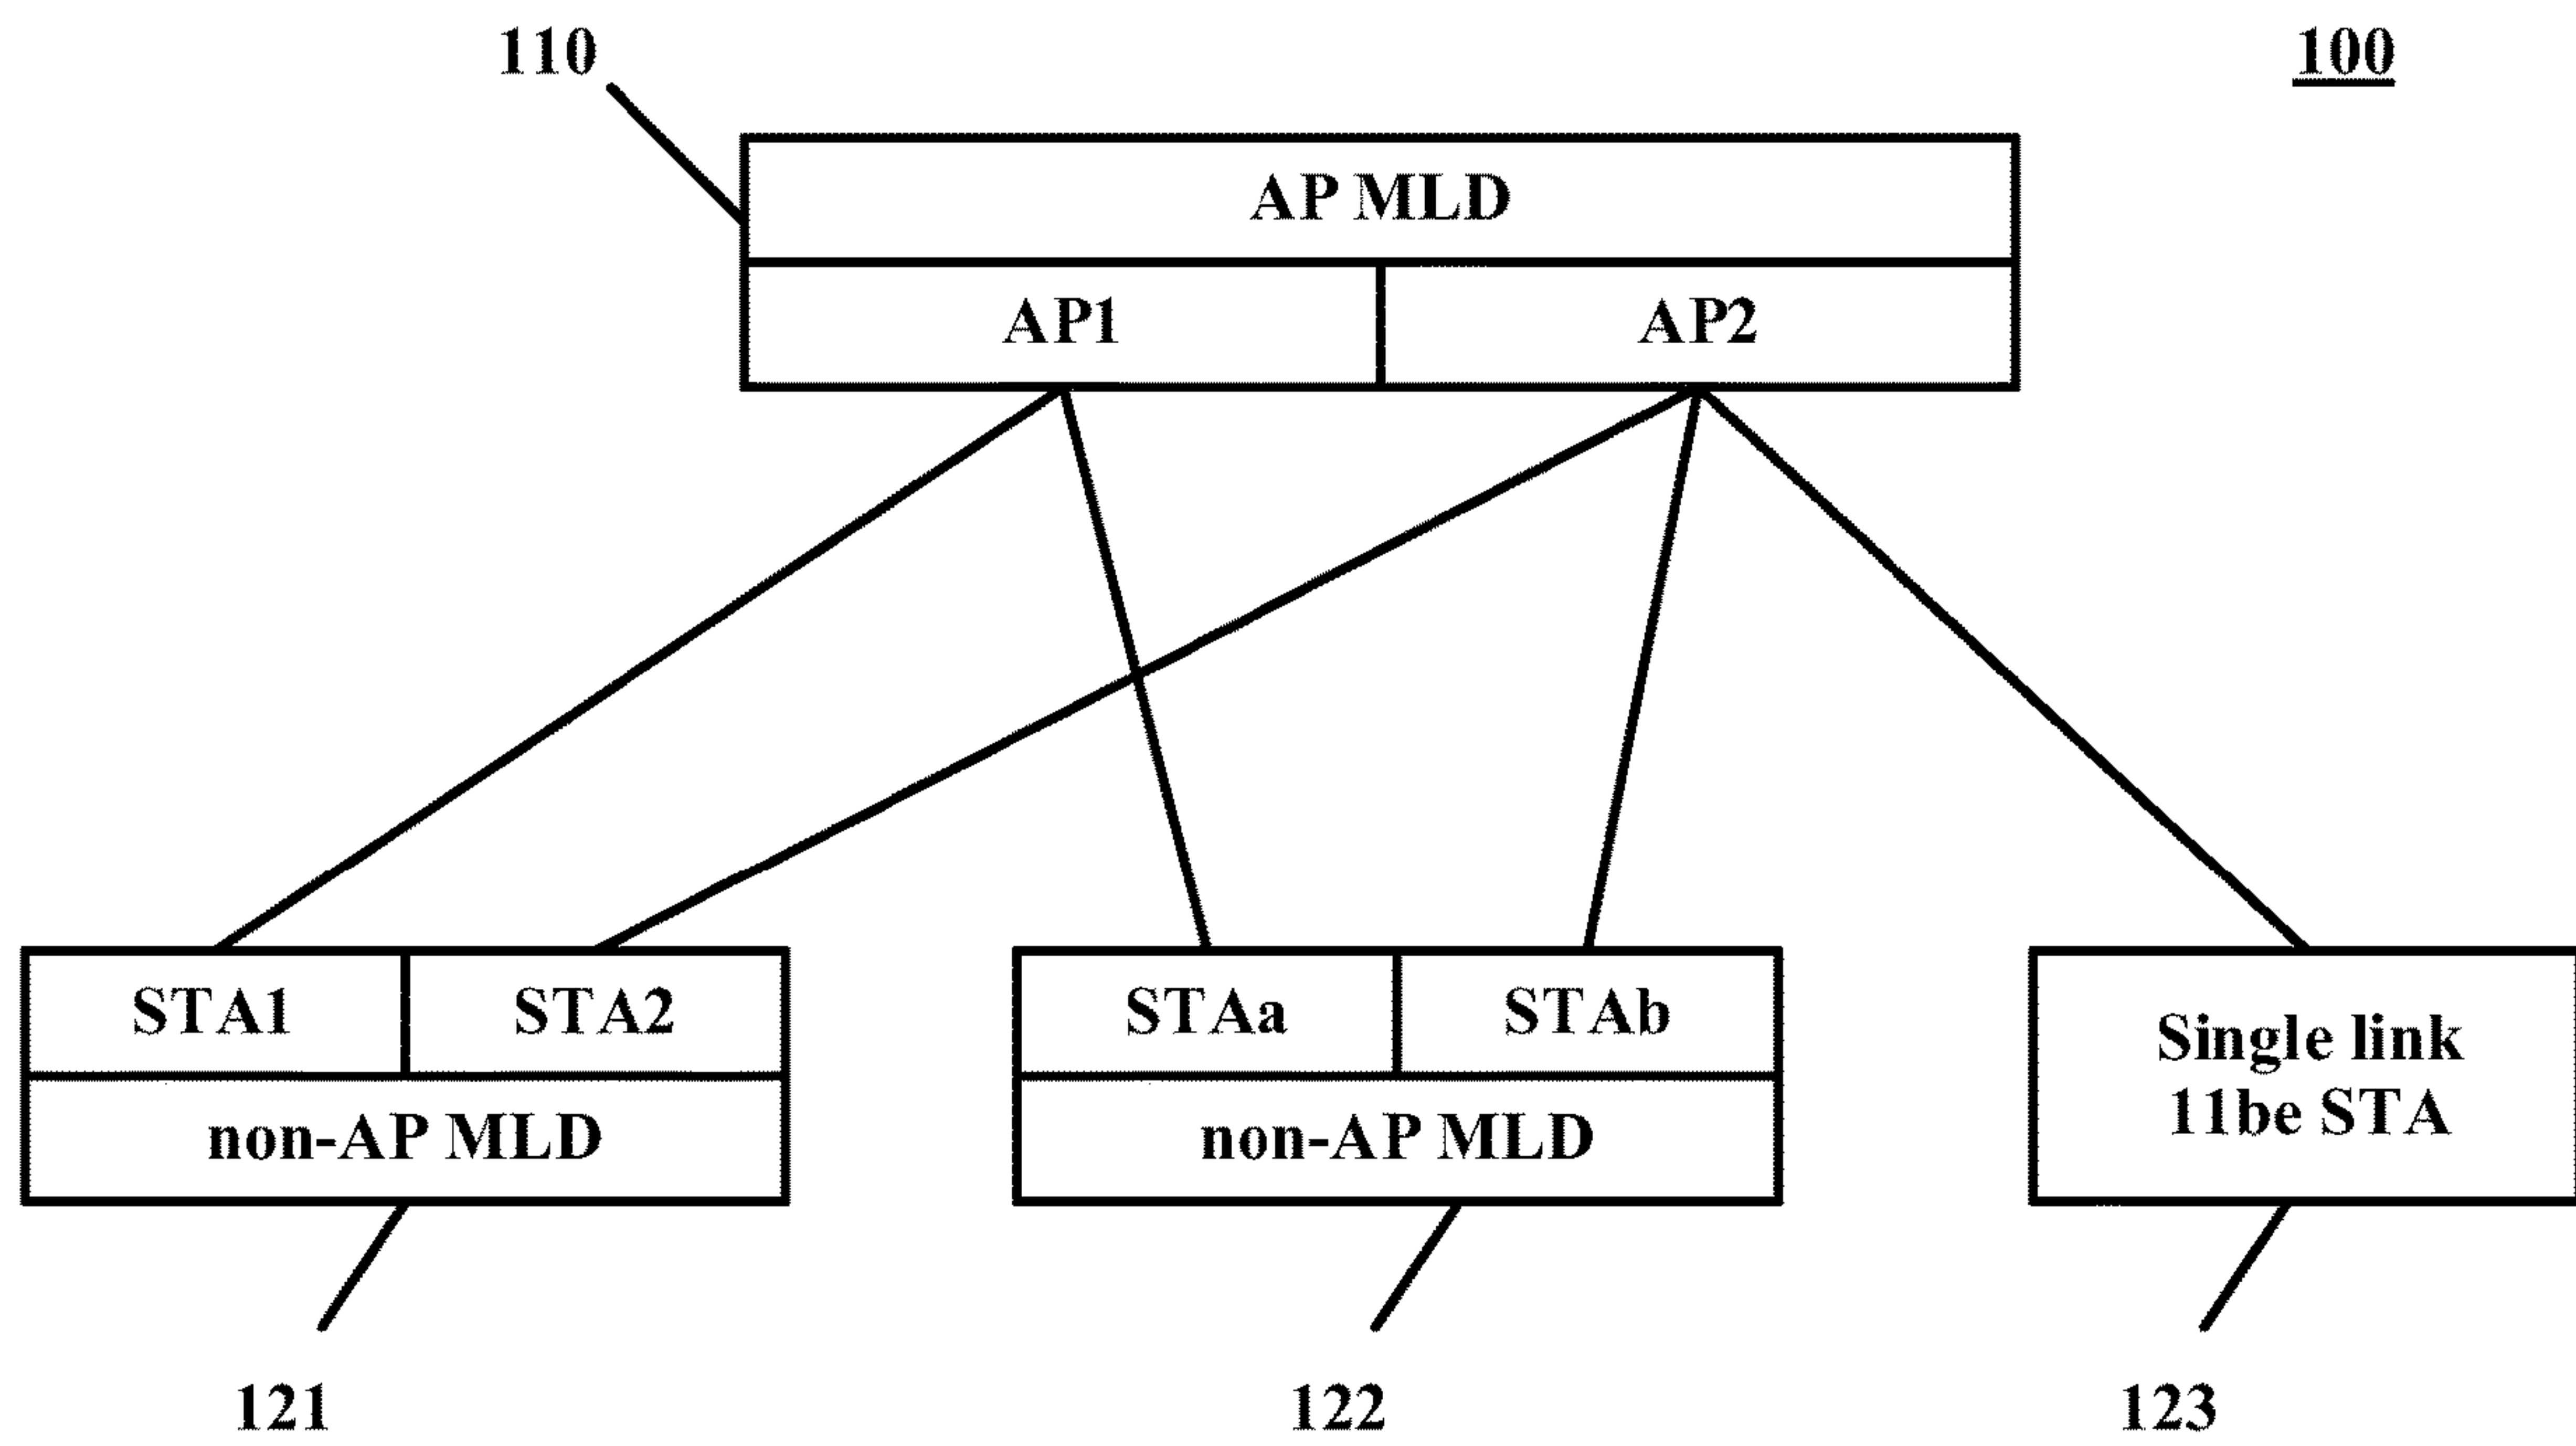 110
100
AP MLD
AP1
AP2
STA1
STA2
STAa
STAb
non-AP MLD
non-AP MLD
Single link
11be STA
121
122
123